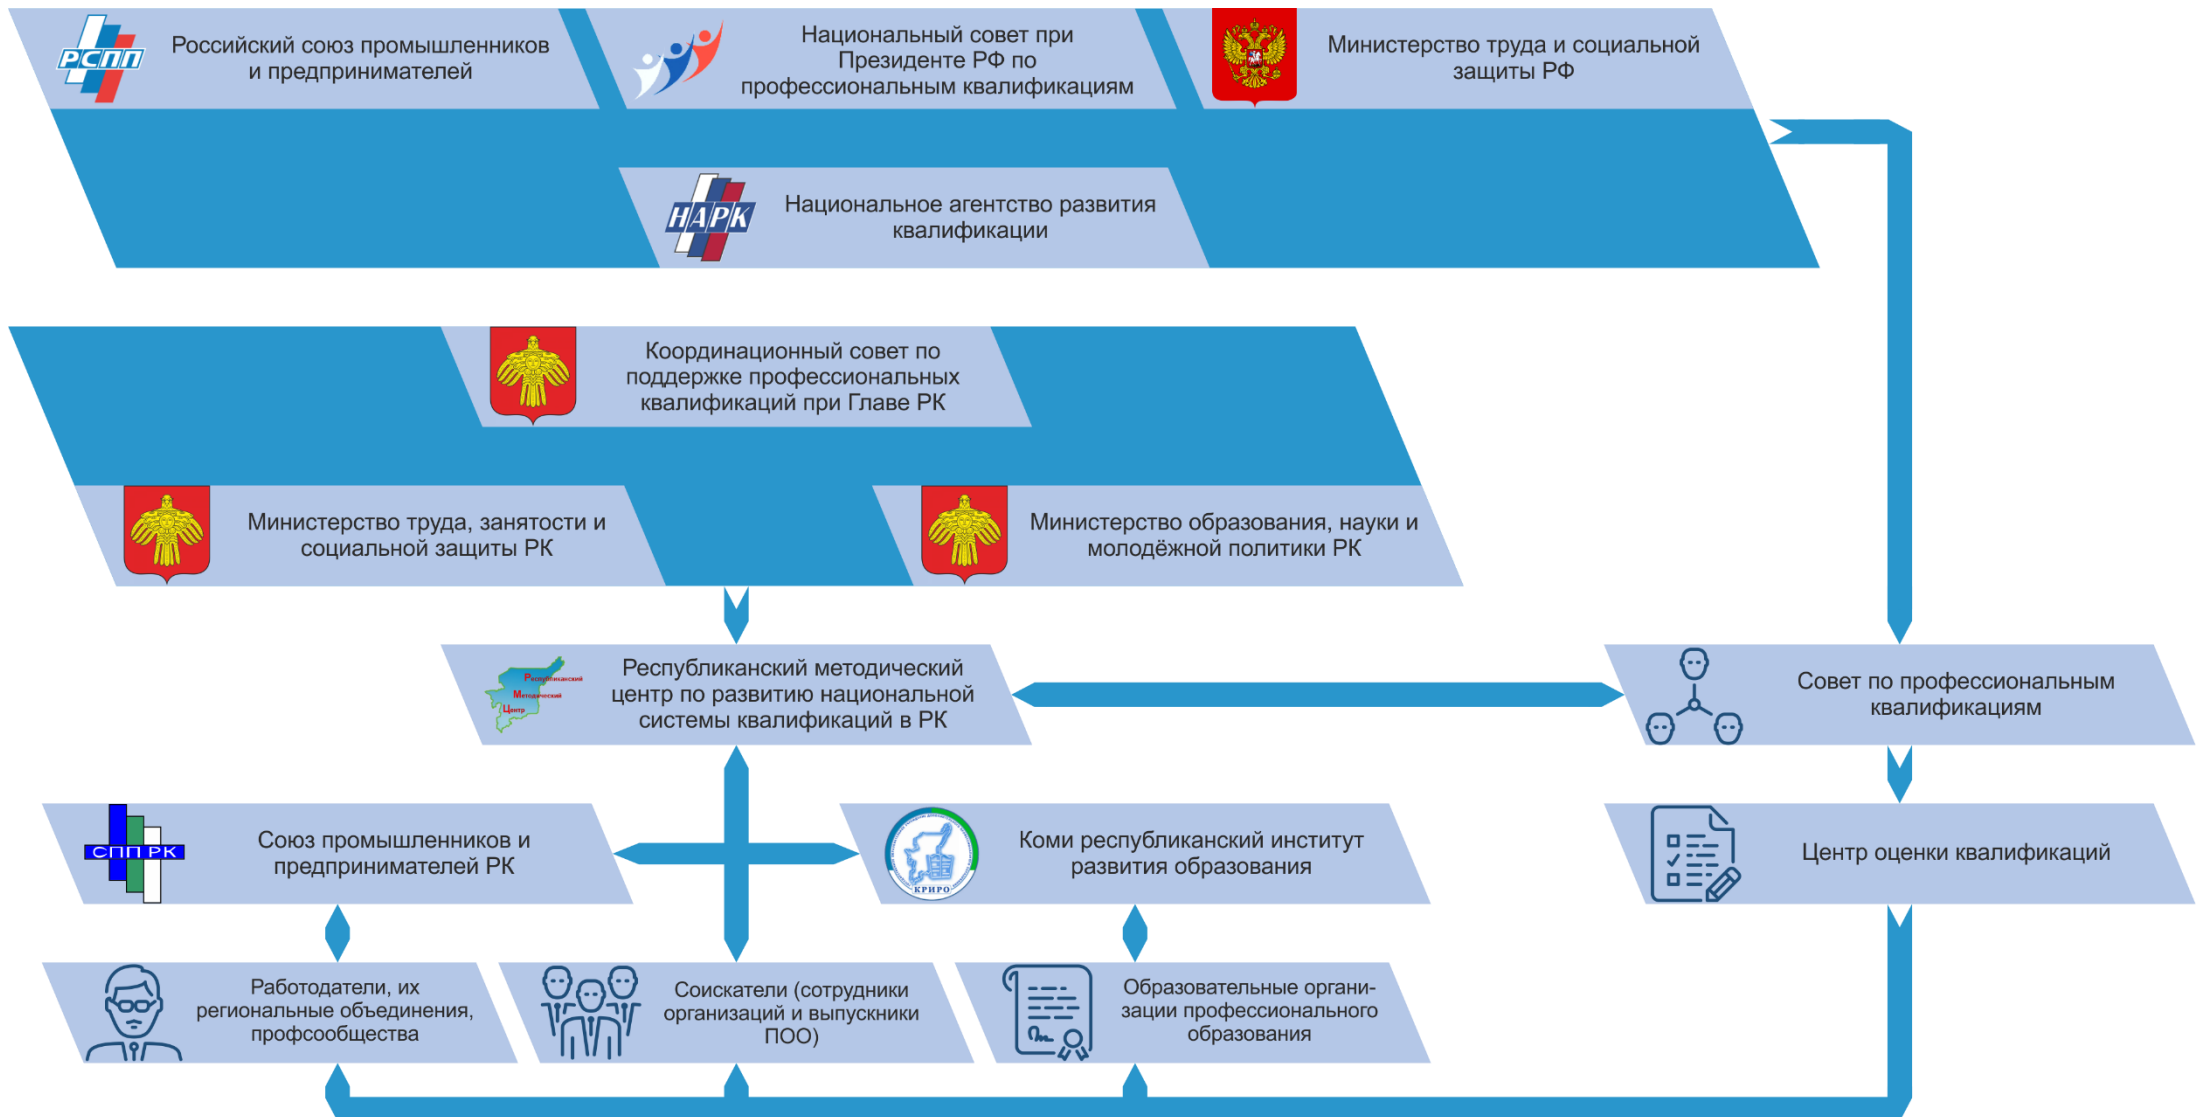 РСПП
Российский союз промышленников
и предпринимателей
Национальный совет при
Президенте РФ по
профессиональным квалификациям
Министерство труда и социальной
защиты РФ
НАРК
Национальное агентство развития
квалификации
Координационный совет по
поддержке профессиональных
квалификаций при Главе РК
Министерство труда, занятости и
социальной защиты РК
Министерство образования, науки и
молодёжной политики РК
Республиканский
Методический
Центр
Республиканский методический
центр по развитию национальной
системы квалификаций в РК
Совет по профессиональным
квалификациям
СПП РК
Союз промышленников и
предпринимателей РК
КРИРО
Коми республиканский институт
развития образования
Центр оценки квалификаций
Работодатели, их
региональные объединения,
профсообщества
Соискатели (сотрудники
организаций и выпускники
ПОО)
Образовательные органи-
зации профессионального
образования